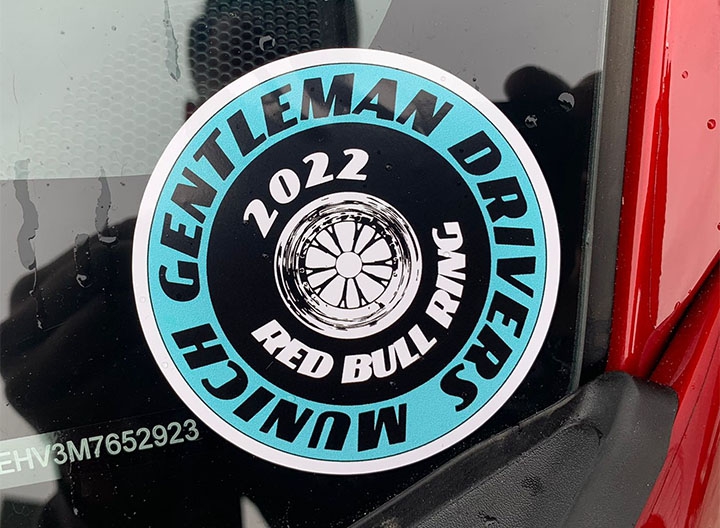 GENTLEMAN DRIVERS MUNICH
2022
RED BULL RING
EHV3M7652923